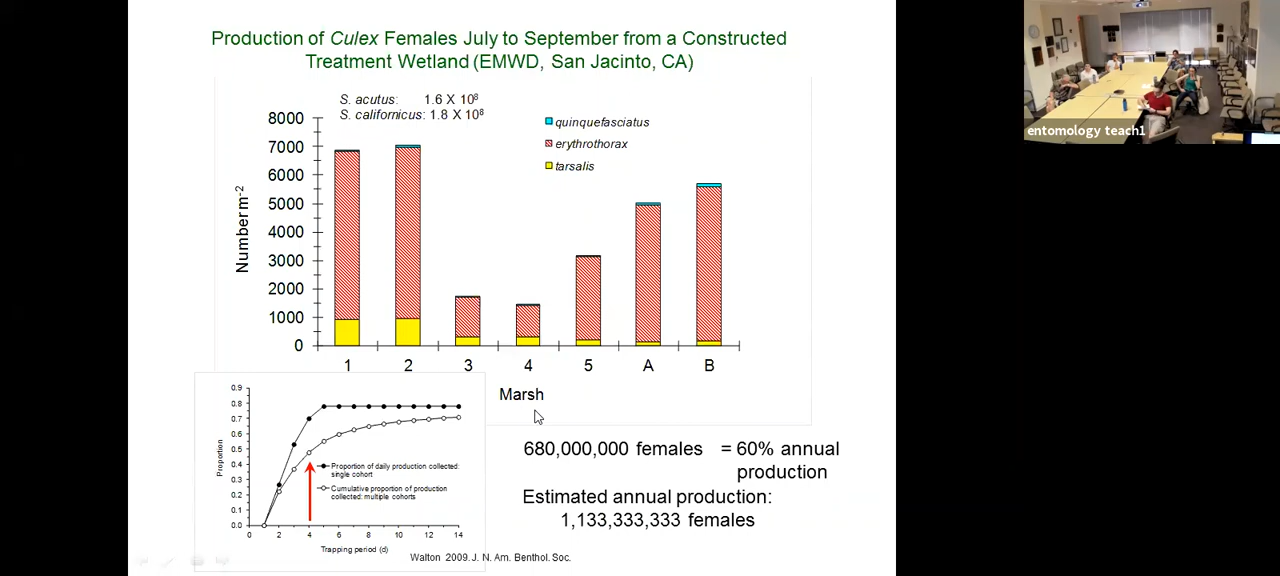 Production of Culex Females July to September from a Constructed
Treatment Wetland (EMWD, San Jacinto, CA)
S. acutus: 1.6 X 10⁸
S. californicus: 1.8 X 10⁸
quinquefasciatus
erythrothorax
tarsalis
Number m⁻²
8000
7000
6000
5000
4000
3000
2000
1000
0
1 2 3 4 5 A B
Marsh
Proportion
0.9
0.8
0.7
0.6
0.5
0.4
0.3
0.2
0.1
0.0
Proportion of daily production collected:
single cohort
Cumulative proportion of production
collected: multiple cohorts
0 2 4 6 8 10 12 14
Trapping period (d)
680,000,000 females = 60% annual
production
Estimated annual production:
1,133,333,333 females
Walton 2009. J. N. Am. Benthol. Soc.
entomology teach1